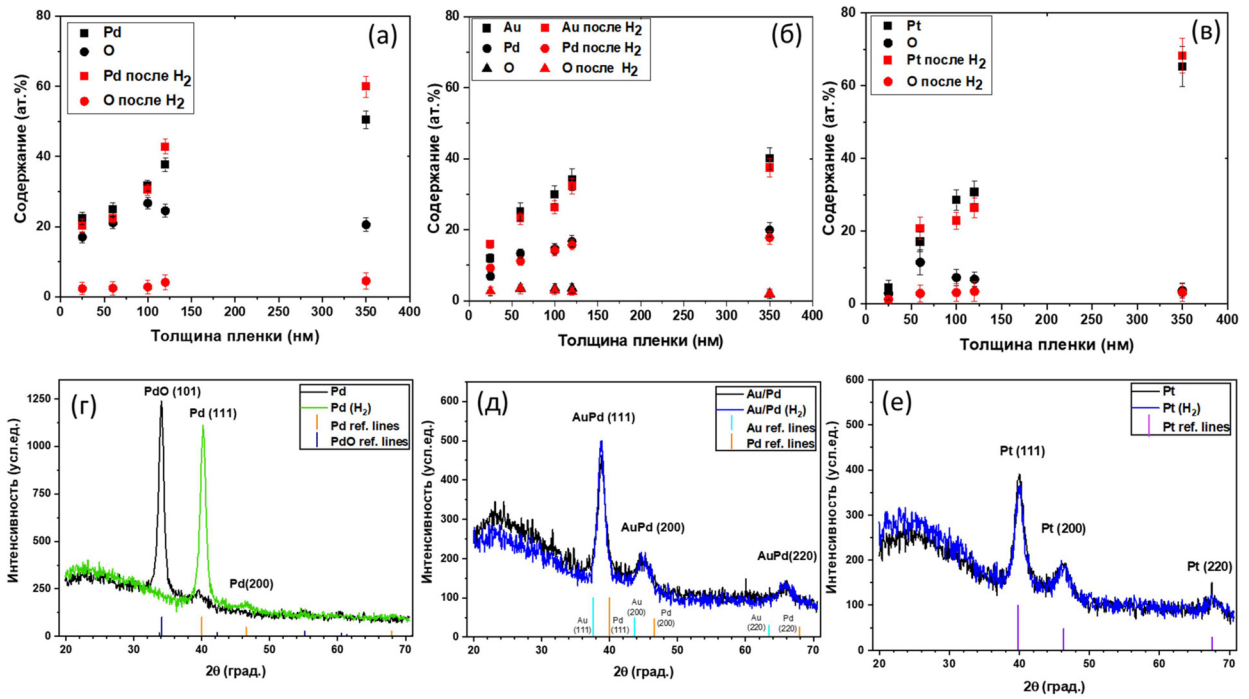 (а)
Pd
O
Pd после H2
O после H2
80
60
40
20
0
Содержание (ат.%)
0 50 100 150 200 250 300 350 400
Толщина пленки (нм)
(б)
Au Au после H2
Pd Pd после H2
O O после H2
80
60
40
20
0
Содержание (ат.%)
0 50 100 150 200 250 300 350 400
Толщина пленки (нм)
(в)
Pt
O
Pt после H2
O после H2
80
60
40
20
0
Содержание (ат.%)
0 50 100 150 200 250 300 350 400
Толщина пленки (нм)
(г)
PdO (101)
Pd (111)
Pd(200)
Pd
Pd (H2)
Pd ref. lines
PdO ref. lines
1250
1000
750
500
250
0
Интенсивность (усл.ед.)
20 30 40 50 60 70
2θ (град.)
(д)
AuPd (111)
AuPd (200)
AuPd(220)
Au/Pd
Au/Pd (H2)
Au ref. lines
Pd ref. lines
600
500
400
300
200
100
0
Интенсивность (усл.ед.)
Au
(111)
Pd
(111)
Au
(200)
Pd
(200)
Au
(220)
Pd
(220)
20 30 40 50 60 70
2θ (град.)
(е)
Pt (111)
Pt (200)
Pt (220)
Pt
Pt (H2)
Pt ref. lines
600
500
400
300
200
100
0
Интенсивность (усл.ед.)
20 30 40 50 60 70
2θ (град.)